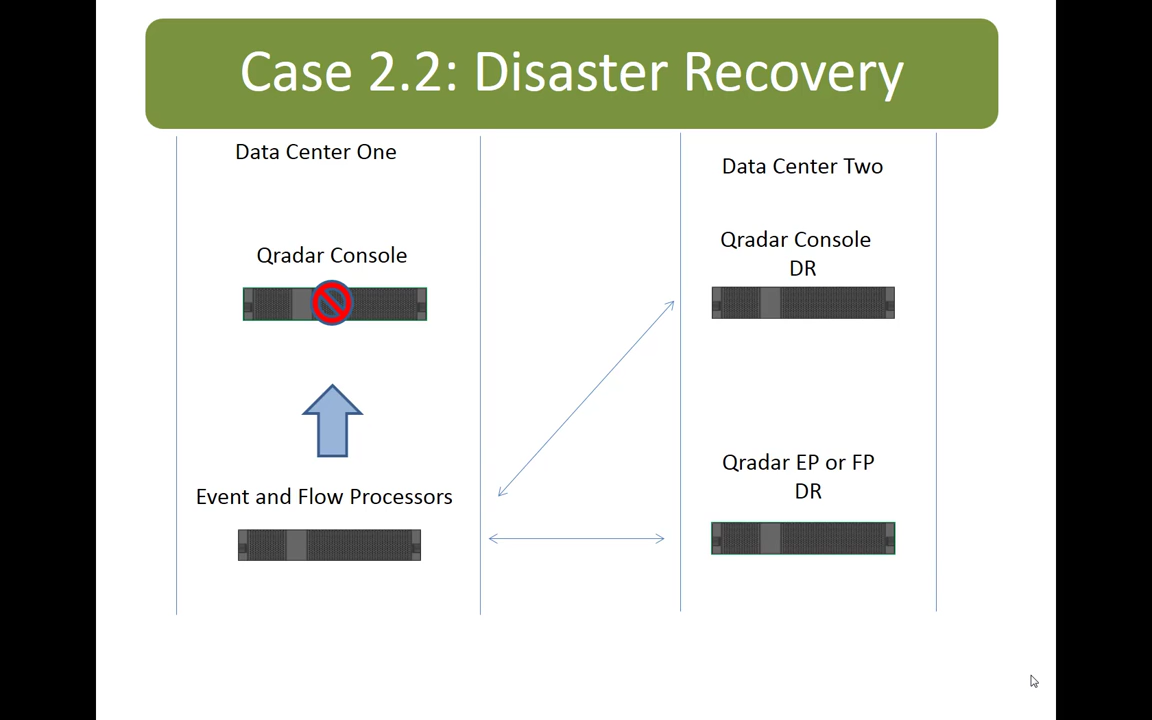 Case 2.2: Disaster Recovery
Data Center One
Data Center Two
Qradar Console
Qradar Console
DR
Event and Flow Processors
Qradar EP or FP
DR